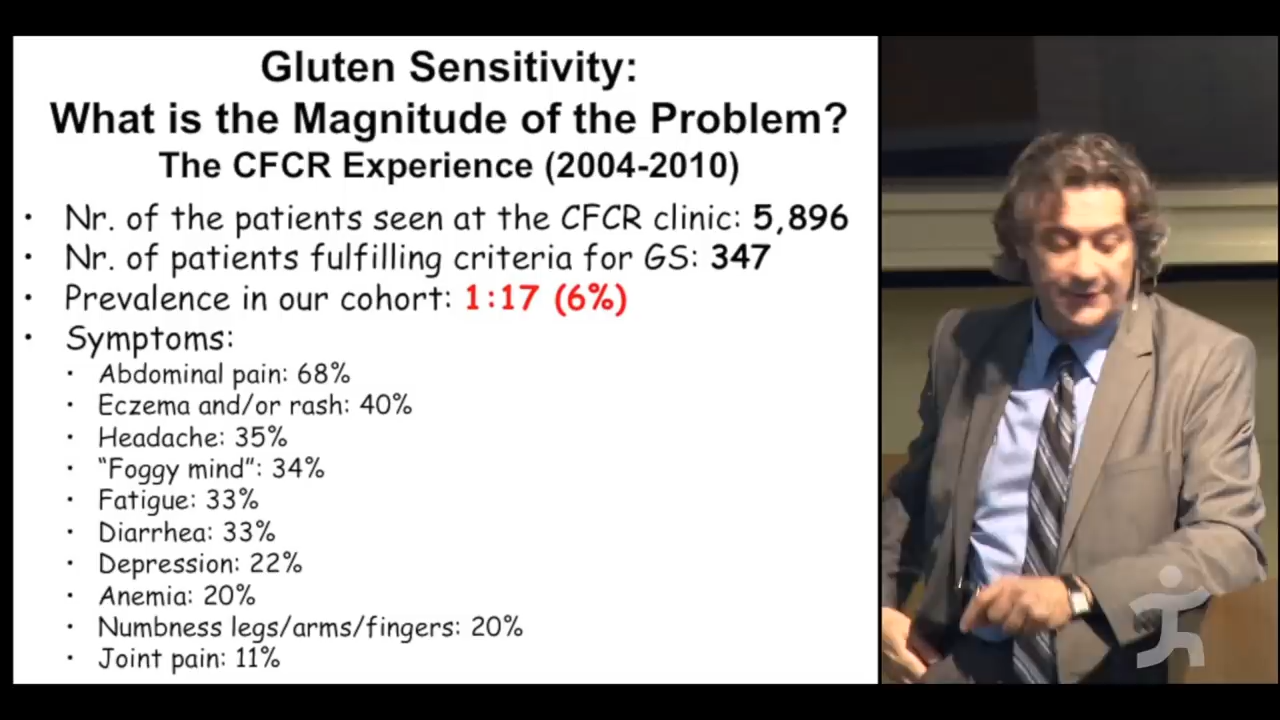 Gluten Sensitivity:
What is the Magnitude of the Problem?
The CFCR Experience (2004-2010)
• Nr. of the patients seen at the CFCR clinic: 5,896
• Nr. of patients fulfilling criteria for GS: 347
• Prevalence in our cohort: 1:17 (6%)
• Symptoms:
• Abdominal pain: 68%
• Eczema and/or rash: 40%
• Headache: 35%
• “Foggy mind”: 34%
• Fatigue: 33%
• Diarrhea: 33%
• Depression: 22%
• Anemia: 20%
• Numbness legs/arms/fingers: 20%
• Joint pain: 11%